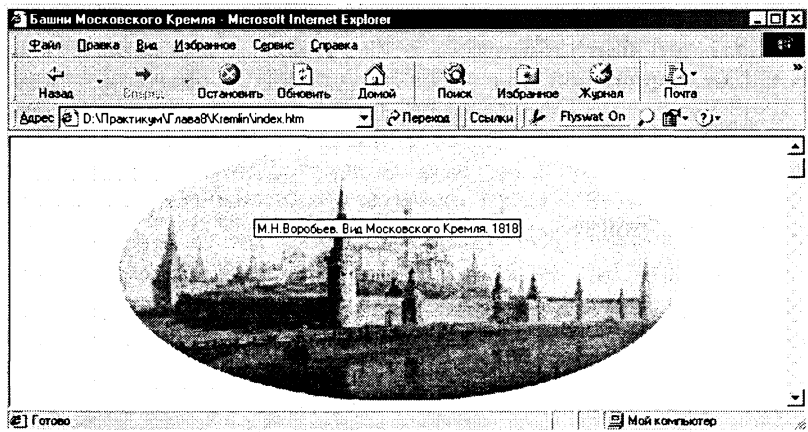 Башни Московского Кремля - Microsoft Internet Explorer
Файл Правка Вид Избранное Сервис Справка
Назад Вперед Остановить Обновить Домой Поиск Избранное Журнал Почта »
Адрес D:\Практикум\Глава8\Kremlin\index.htm Переход Ссылки Flyswat On
М.Н.Воробьев. Вид Московского Кремля. 1818
Готово Мой компьютер